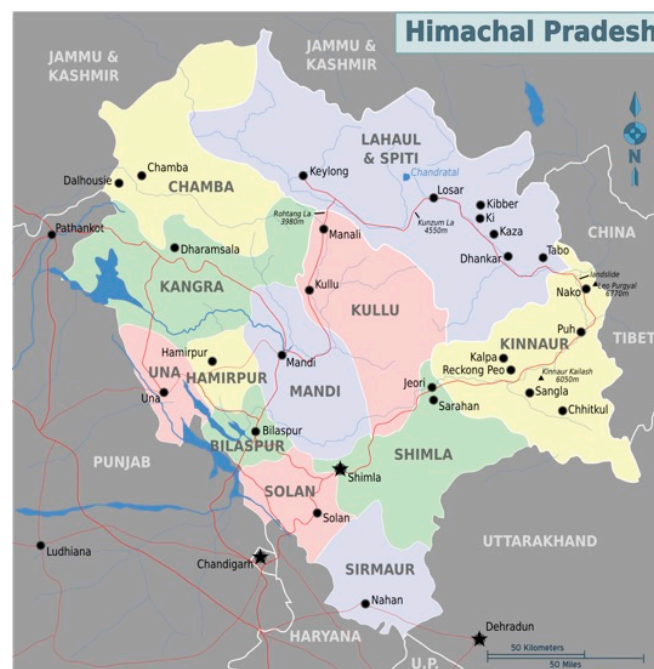 Himachal Pradesh
JAMMU &
KASHMIR
JAMMU &
KASHMIR
LAHAUL
& SPITI
N
Chamba
Dalhousie
CHAMBA
Keylong
Chandratal
Losar
Kibber
Ki
Kaza
Rohtang La
3980m
Kunzum La
4550m
Pathankot
Manali
CHINA
Dharamsala
Dhankar
Tabo
landslide
Leo Purgyal
6770m
Nako
KANGRA
Kullu
KULLU
Puh
TIBET
KINNAUR
Hamirpur
Mandi
Kalpa
Reckong Peo
UNA
HAMIRPUR
MANDI
Kinnaur Kailash
6050m
Una
Jeori
Sarahan
Sangla
Chhitkul
Bilaspur
BILASPUR
PUNJAB
SHIMLA
Shimla
SOLAN
Solan
Ludhiana
Chandigarh
UTTARAKHAND
SIRMAUR
Nahan
HARYANA
Dehradun
U.P.
50 Kilometers
50 Miles